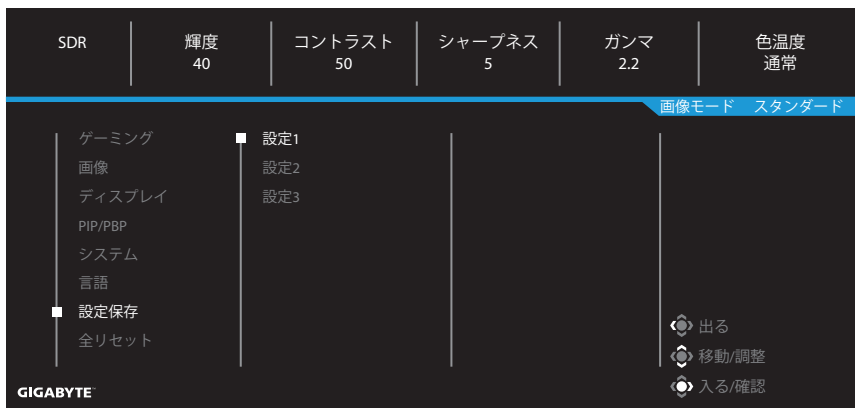 SDR
輝度
40
コントラスト
50
シャープネス
5
ガンマ
2.2
色温度
通常
画像モード スタンダード
ゲーミング
画像
ディスプレイ
PIP/PBP
システム
言語
設定保存
全リセット
設定1
設定2
設定3
出る
移動/調整
入る/確認
GIGABYTE™